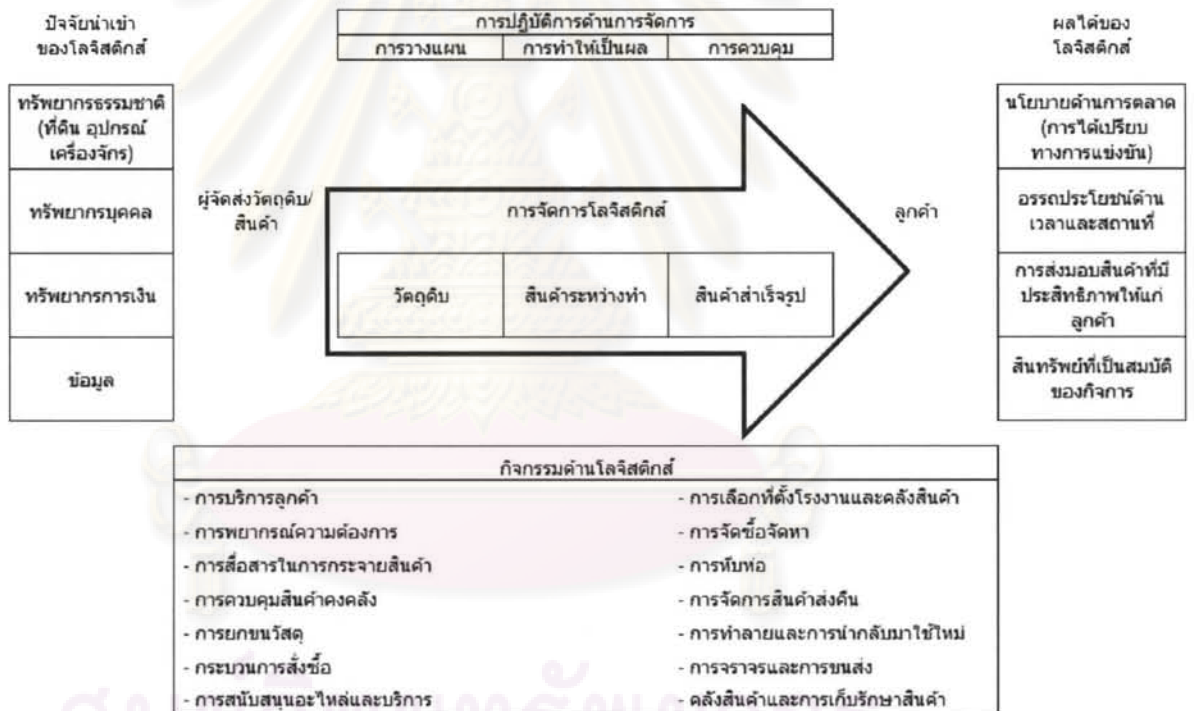 ปัจจัยนำเข้า
ของโลจิสติกส์
การปฏิบัติการด้านการจัดการ
การวางแผน การทำให้เป็นผล การควบคุม
ผลได้ของ
โลจิสติกส์
ทรัพยากรธรรมชาติ
(ที่ดิน อุปกรณ์
เครื่องจักร)
ทรัพยากรบุคคล
ทรัพยากรการเงิน
ข้อมูล
ผู้จัดส่งวัตถุดิบ/
สินค้า
การจัดการโลจิสติกส์
วัตถุดิบ สินค้าระหว่างทำ สินค้าสำเร็จรูป
ลูกค้า
นโยบายด้านการตลาด
(การได้เปรียบ
ทางการแข่งขัน)
อรรถประโยชน์ด้าน
เวลาและสถานที่
การส่งมอบสินค้าที่มี
ประสิทธิภาพให้แก่
ลูกค้า
สินทรัพย์ที่เป็นสมบัติ
ของกิจการ
กิจกรรมด้านโลจิสติกส์
- การบริการลูกค้า
- การพยากรณ์ความต้องการ
- การสื่อสารในการกระจายสินค้า
- การควบคุมสินค้าคงคลัง
- การยกขนวัสดุ
- กระบวนการสั่งซื้อ
- การสนับสนุนอะไหล่และบริการ
- การเลือกที่ตั้งโรงงานและคลังสินค้า
- การจัดซื้อจัดหา
- การหีบห่อ
- การจัดการสินค้าส่งคืน
- การทำลายและการนำกลับมาใช้ใหม่
- การจราจรและการขนส่ง
- คลังสินค้าและการเก็บรักษาสินค้า